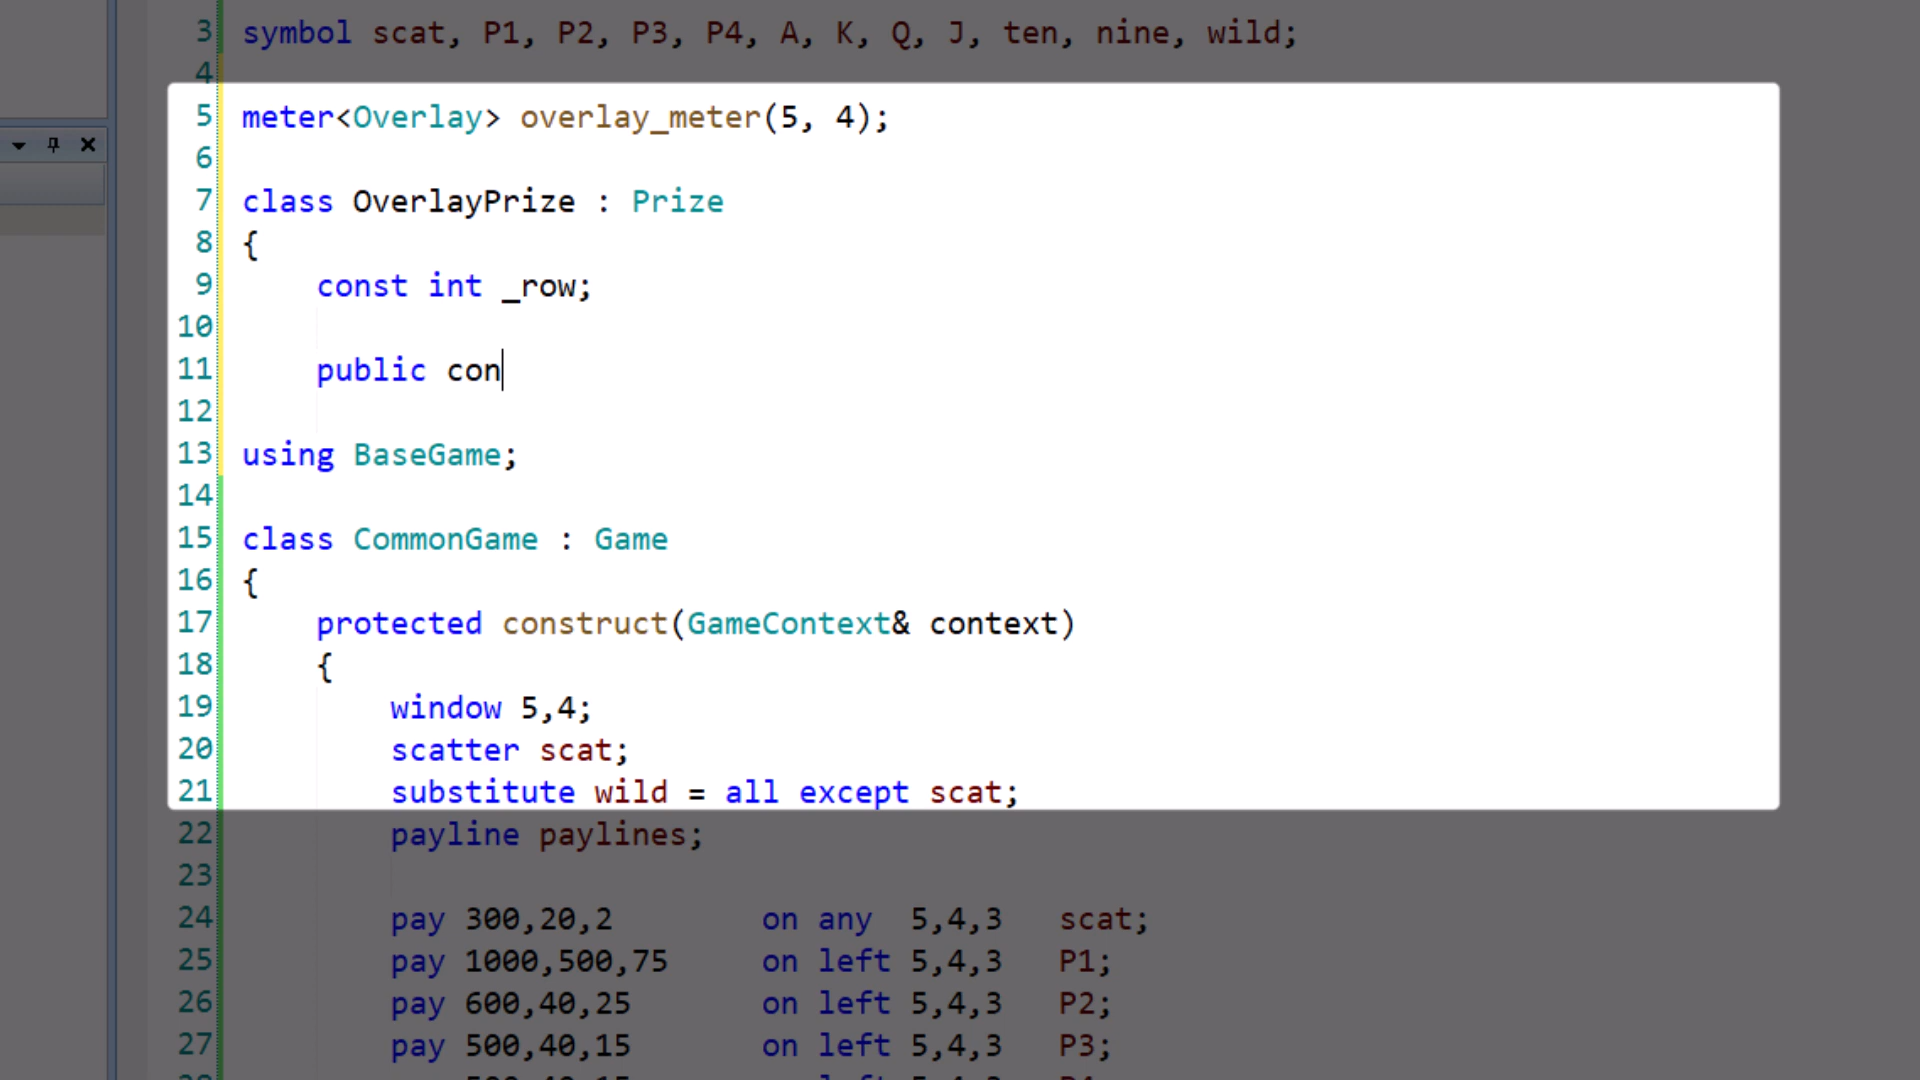 3 symbol scat, P1, P2, P3, P4, A, K, Q, J, ten, nine, wild;
4
5 meter<Overlay> overlay_meter(5, 4);
6
7 class OverlayPrize : Prize
8 {
9 const int _row;
10
11 public con
12
13 using BaseGame;
14
15 class CommonGame : Game
16 {
17 protected construct(GameContext& context)
18 {
19 window 5,4;
20 scatter scat;
21 substitute wild = all except scat;
22 payline paylines;
23
24 pay 300,20,2 on any 5,4,3 scat;
25 pay 1000,500,75 on left 5,4,3 P1;
26 pay 600,40,25 on left 5,4,3 P2;
27 pay 500,40,15 on left 5,4,3 P3;